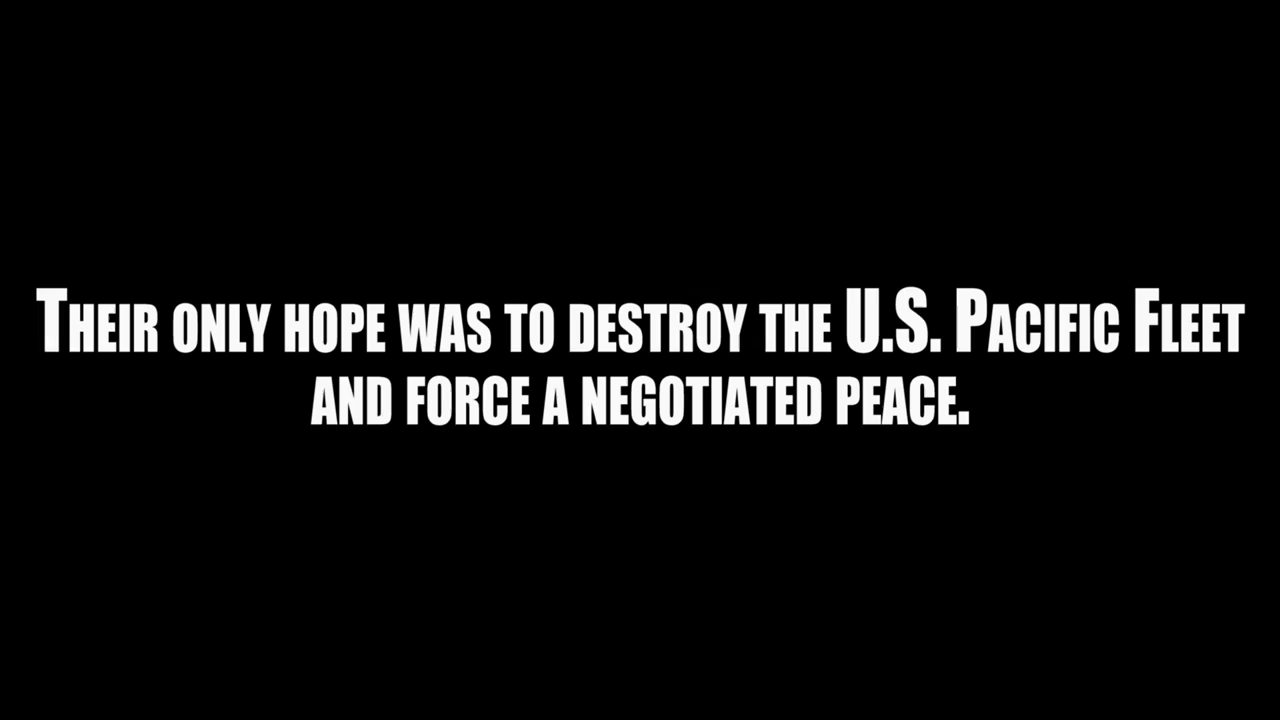 Their only hope was to destroy the U.S. Pacific Fleet
and force a negotiated peace.